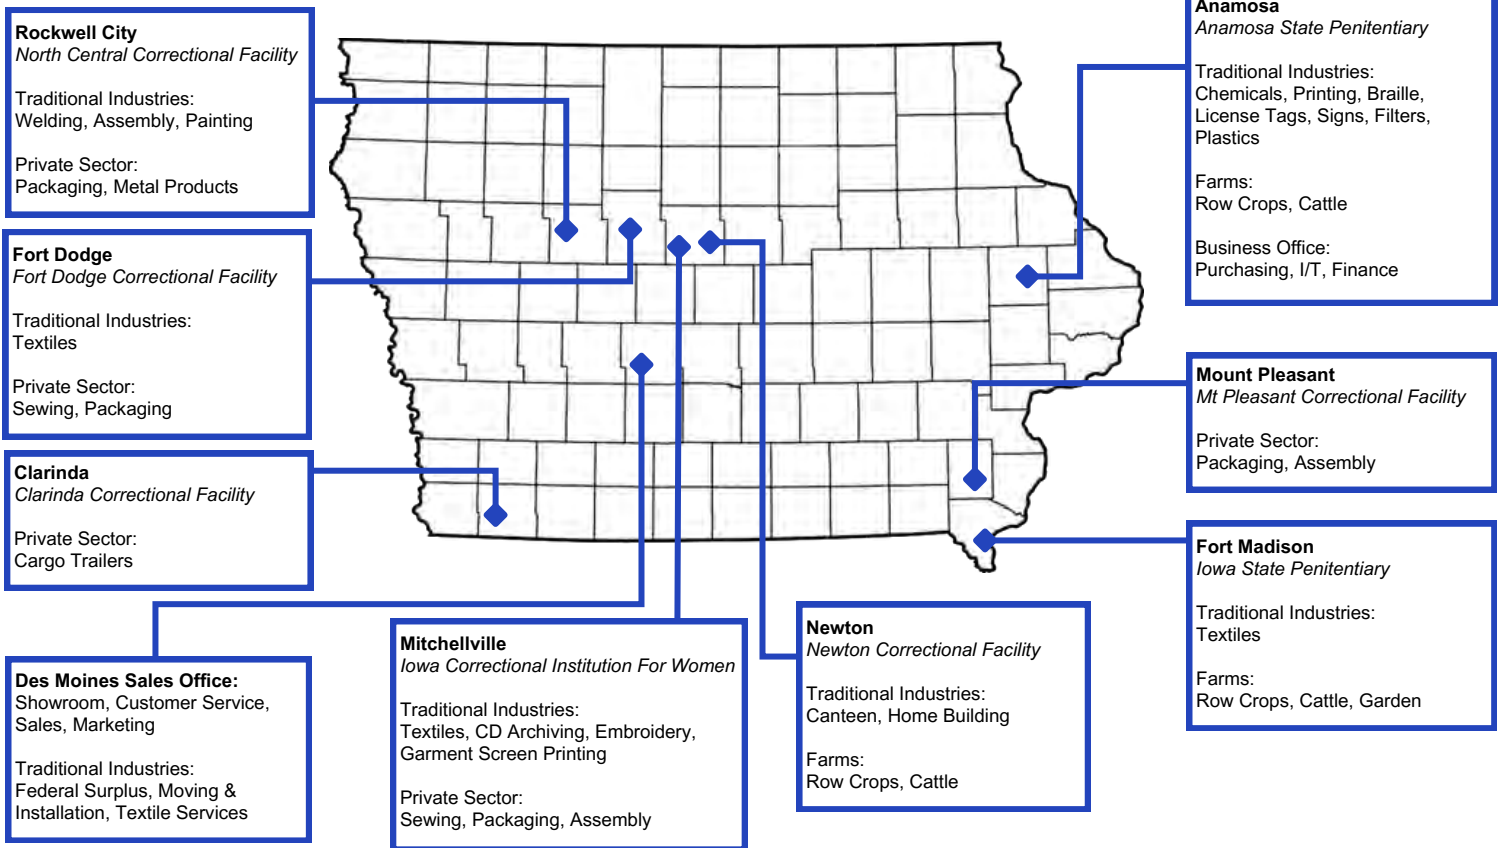 Rockwell City
North Central Correctional Facility
Traditional Industries:
Welding, Assembly, Painting
Private Sector:
Packaging, Metal Products
Fort Dodge
Fort Dodge Correctional Facility
Traditional Industries:
Textiles
Private Sector:
Sewing, Packaging
Clarinda
Clarinda Correctional Facility
Private Sector:
Cargo Trailers
Des Moines Sales Office:
Showroom, Customer Service,
Sales, Marketing
Traditional Industries:
Federal Surplus, Moving &
Installation, Textile Services
Mitchellville
Iowa Correctional Institution For Women
Traditional Industries:
Textiles, CD Archiving, Embroidery,
Garment Screen Printing
Private Sector:
Sewing, Packaging, Assembly
Newton
Newton Correctional Facility
Traditional Industries:
Canteen, Home Building
Farms:
Row Crops, Cattle
Anamosa
Anamosa State Penitentiary
Traditional Industries:
Chemicals, Printing, Braille,
License Tags, Signs, Filters,
Plastics
Farms:
Row Crops, Cattle
Business Office:
Purchasing, I/T, Finance
Mount Pleasant
Mt Pleasant Correctional Facility
Private Sector:
Packaging, Assembly
Fort Madison
Iowa State Penitentiary
Traditional Industries:
Textiles
Farms:
Row Crops, Cattle, Garden